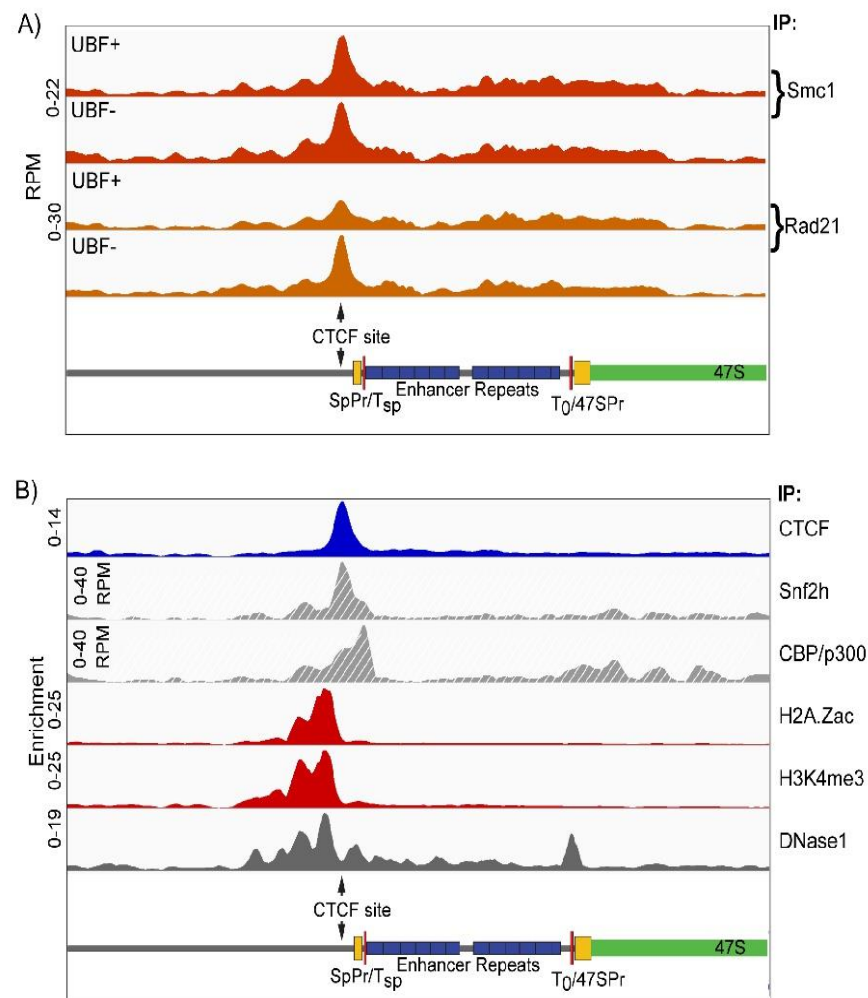 A)
IP:
UBF+
0-22
Smc1
UBF-
RPM
UBF+
0-30
Rad21
UBF-
CTCF site
47S
Enhancer Repeats
SpPr/Tsp
T0/47SPr
B)
IP:
0-14
CTCF
0-40
RPM
Snf2h
0-40
RPM
CBP/p300
Enrichment
0-25
H2A.Zac
0-25
H3K4me3
0-19
DNase1
CTCF site
47S
Enhancer Repeats
SpPr/Tsp
T0/47SPr